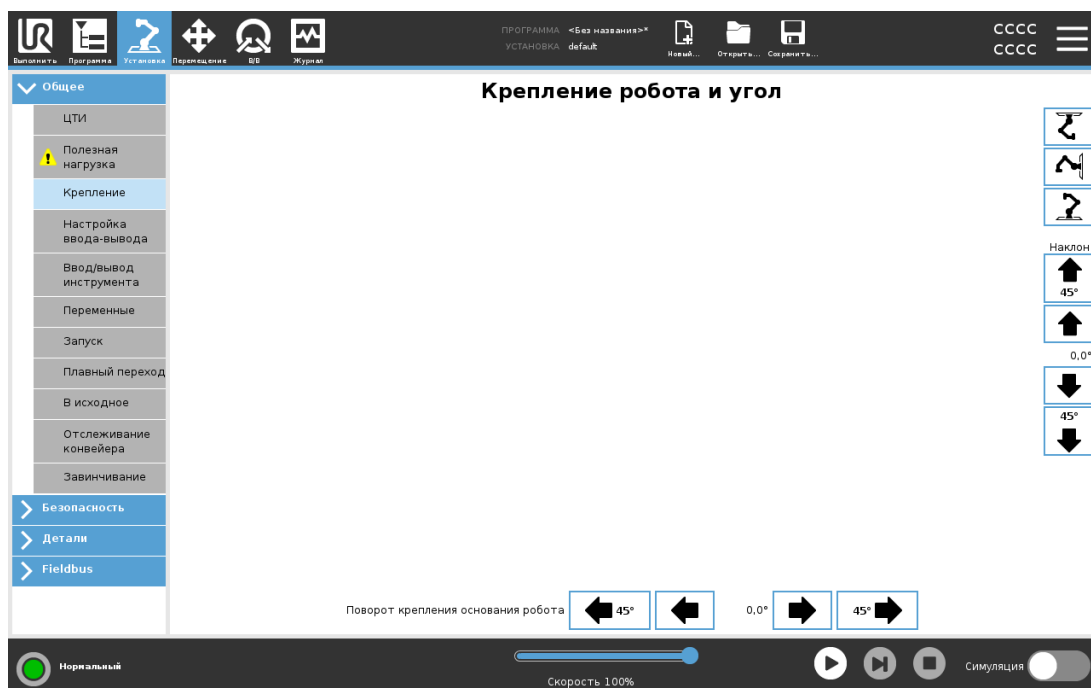 UR
ПРОГРАММА <Без названия>*
УСТАНОВКА default
Выполнить Программа Установка Перемещение В/В Журнал
Новый... Открыть... Сохранить...
CCCC
CCCC
Общее
ЦТИ
Полезная
нагрузка
Крепление
Настройка
ввода-вывода
Ввод/вывод
инструмента
Переменные
Запуск
Плавный переход
В исходное
Отслеживание
конвейера
Завинчивание
Безопасность
Детали
Fieldbus
Крепление робота и угол
Наклон
45°
0,0°
45°
Поворот крепления основания робота 45° 0,0° 45°
Нормальный
Скорость 100%
Симуляция